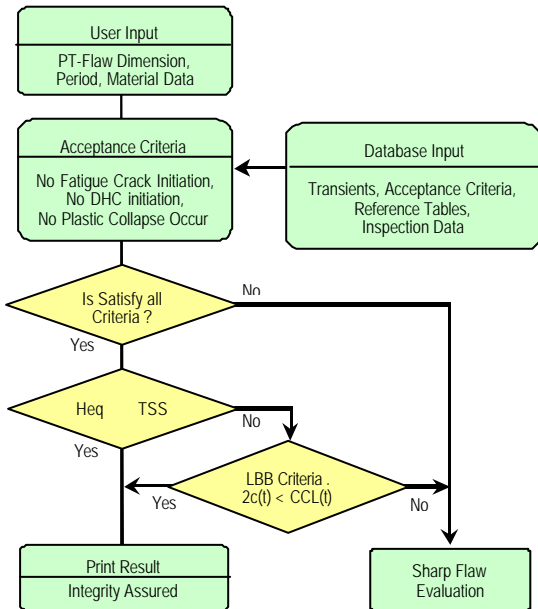 User Input
PT-Flaw Dimension,
Period, Material Data
Acceptance Criteria
No Fatigue Crack Initiation,
No DHC initiation,
No Plastic Collapse Occur
Database Input
Transients, Acceptance Criteria,
Reference Tables,
Inspection Data
Is Satisfy all
Criteria ?
No
Yes
Heq TSS
No
Yes
LBB Criteria .
2c(t) < CCL(t)
Yes
No
Print Result
Integrity Assured
Sharp Flaw
Evaluation